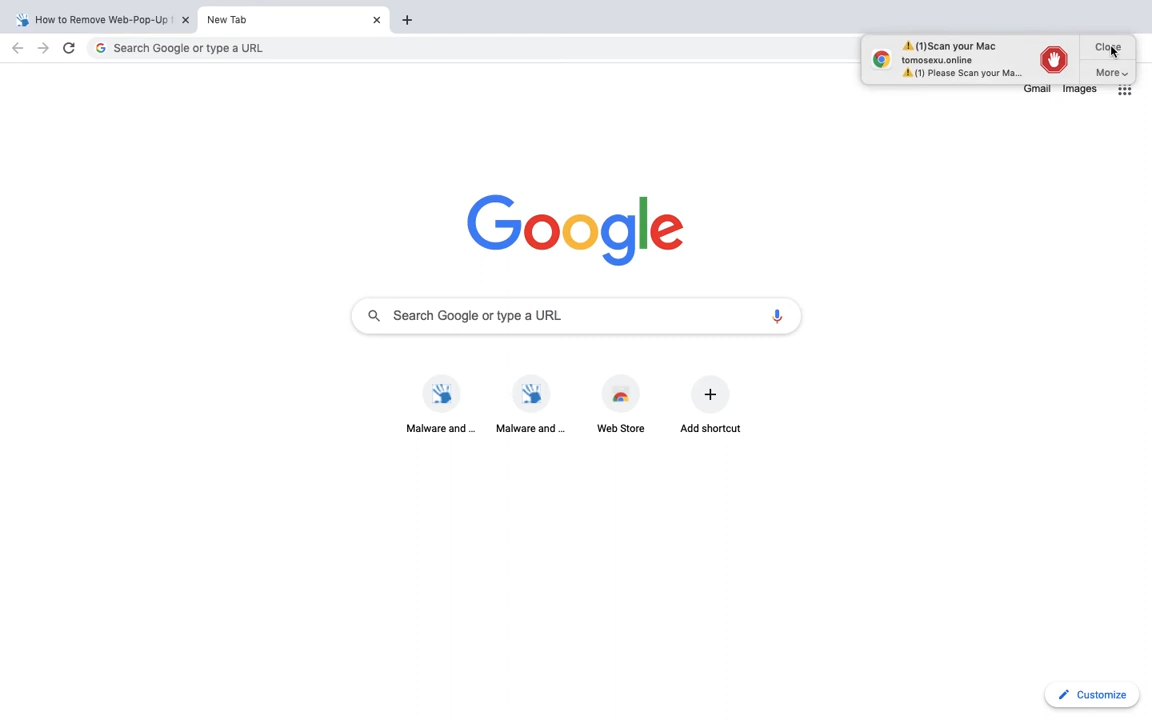 How to Remove Web-Pop-Up f
New Tab
Search Google or type a URL
⚠(1)Scan your Mac
tomosexu.online
⚠(1) Please Scan your Ma...
Close
More
Gmail Images
Google
Search Google or type a URL
Malware and ... Malware and ... Web Store Add shortcut
Customize